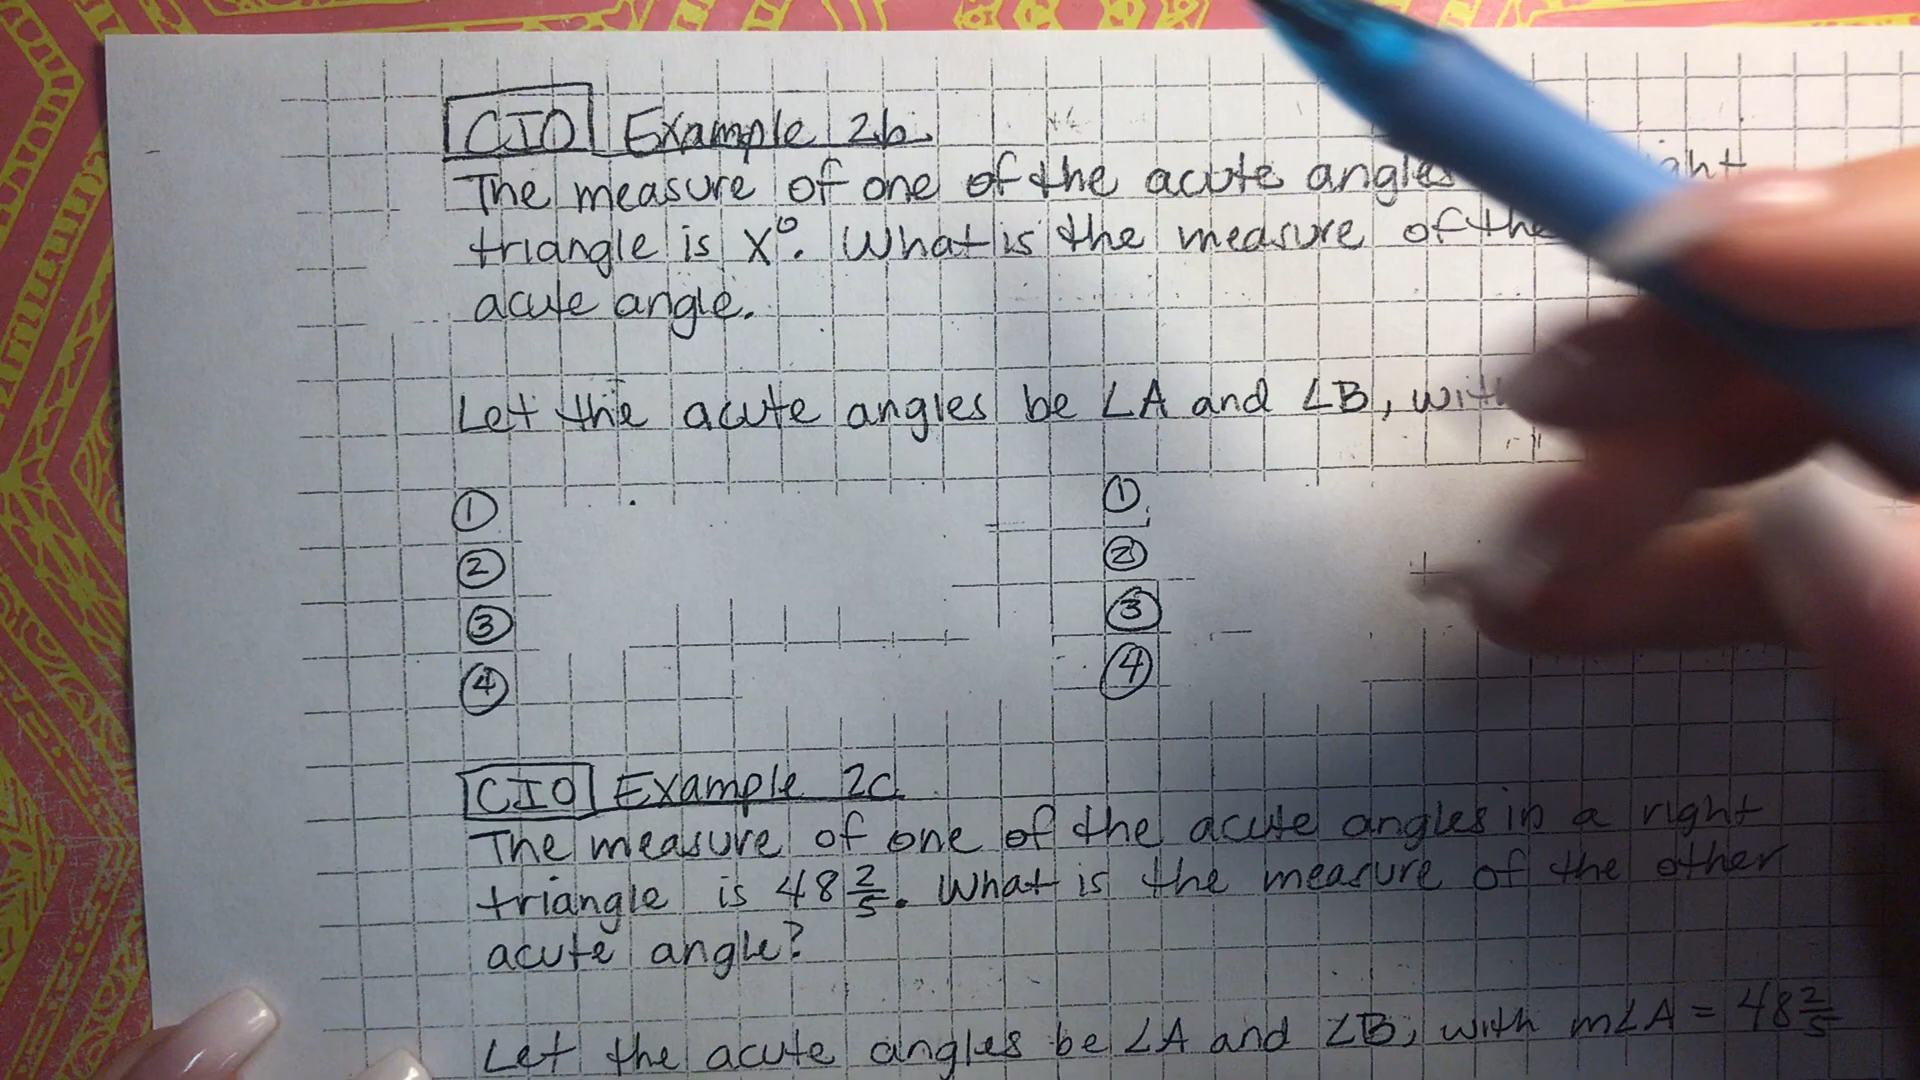 CIO Example 2b
The measure of one of the acute angles
triangle is x°. What is the measure of the
acute angle.
Let the acute angles be ∠A and ∠B, with
① ①
② ②
③ ③
④ ④
CIO Example 2c
The measure of one of the acute angles in a right
triangle is 48 2/5. What is the measure of the other
acute angle?
Let the acute angles be ∠A and ∠B, with m∠A = 48 2/5